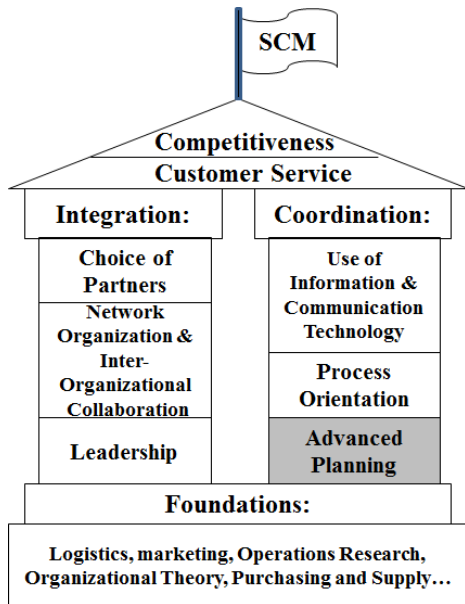 SCM
Competitiveness
Customer Service
Integration:
Choice of
Partners
Network
Organization &
Inter-
Organizational
Collaboration
Leadership
Coordination:
Use of
Information &
Communication
Technology
Process
Orientation
Advanced
Planning
Foundations:
Logistics, marketing, Operations Research,
Organizational Theory, Purchasing and Supply…